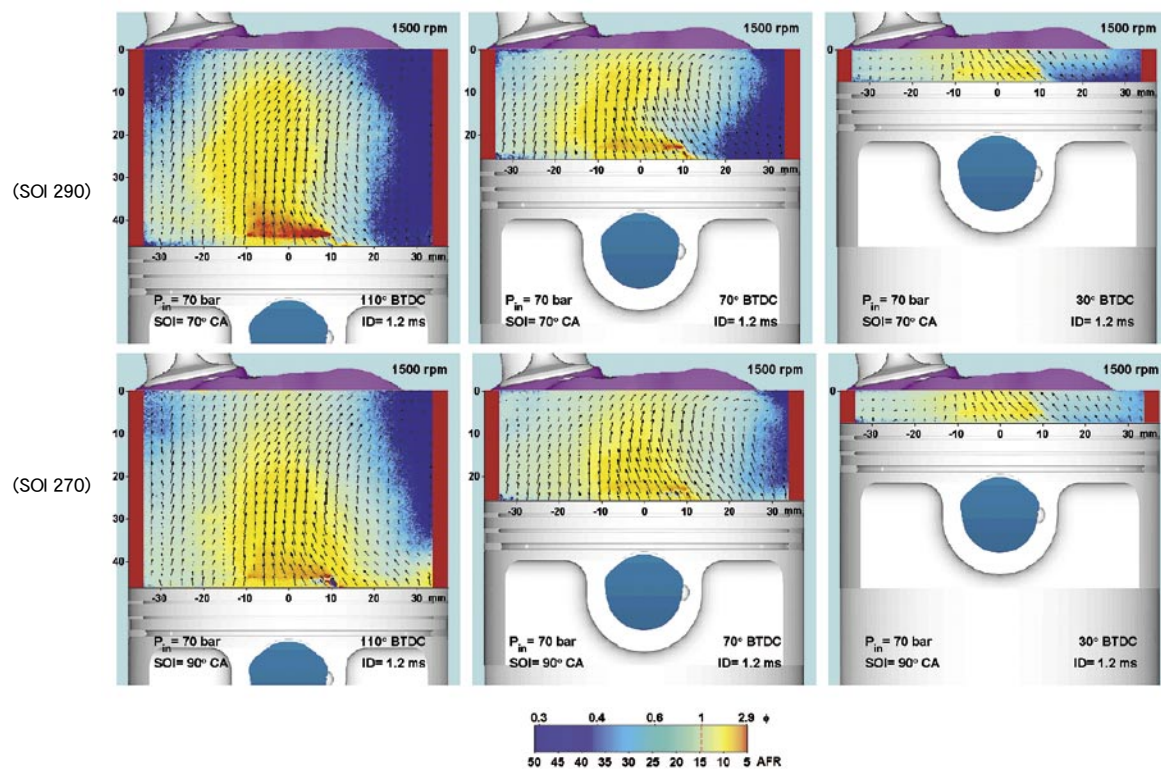 1500 rpm
0
-30 -20 -10 0 10 20 30 mm
10
20
30
40
P_in = 70 bar 110° BTDC
SOI= 70° CA ID= 1.2 ms
1500 rpm
0
10
20
-30 -20 -10 0 10 20 30 mm.
P_in = 70 bar 70° BTDC
SOI= 70° CA ID= 1.2 ms
1500 rpm
0
-30 -20 -10 0 10 20 30 mm.
P_in = 70 bar 30° BTDC
SOI= 70° CA ID= 1.2 ms
(SOI 290)
1500 rpm
0
10
20
30
40
-30 -20 -10 0 10 20 30 mm
P_in = 70 bar 110° BTDC
SOI= 90° CA ID= 1.2 ms
1500 rpm
0
10
20
-30 -20 -10 0 10 20 30 mm.
P_in = 70 bar 70° BTDC
SOI= 90° CA ID= 1.2 ms
1500 rpm
0
-30 -20 -10 0 10 20 30 mm.
P_in = 70 bar 30° BTDC
SOI= 90° CA ID= 1.2 ms
(SOI 270)
0.3 0.4 0.6 1 2.9 ϕ
50 45 40 35 30 25 20 15 10 5 AFR